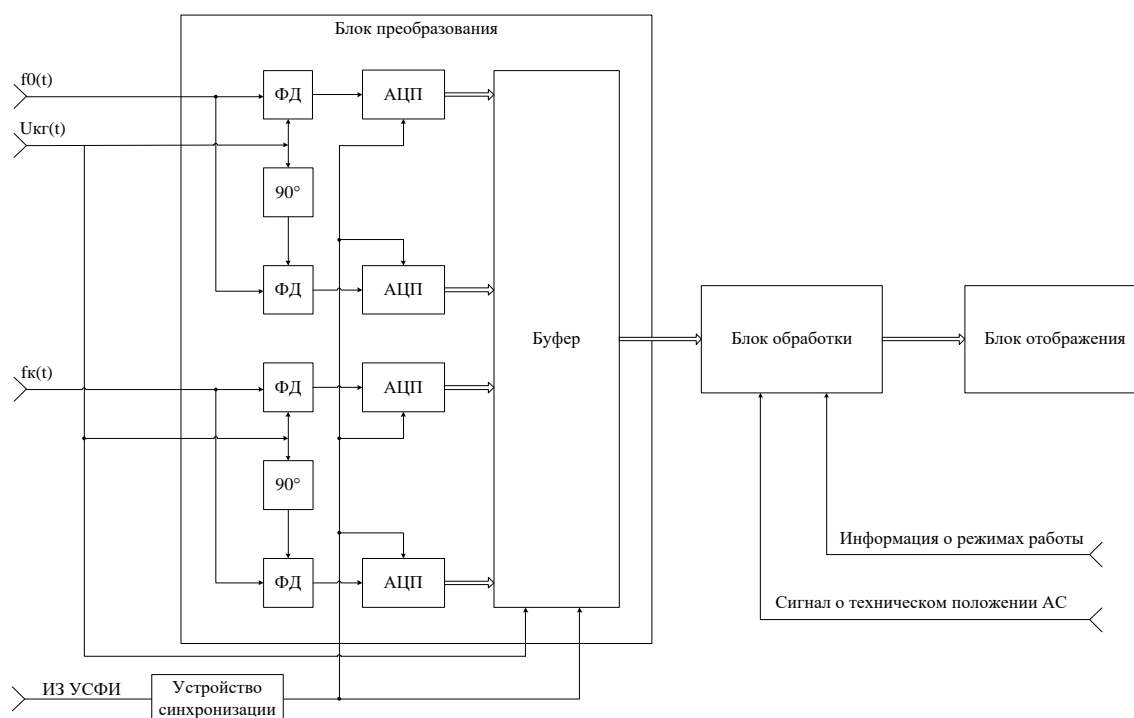 Блок преобразования
f0(t)
ФД
АЦП
Uкг(t)
90°
ФД
АЦП
Буфер
Блок обработки
Блок отображения
fк(t)
ФД
АЦП
90°
Информация о режимах работы
ФД
АЦП
Сигнал о техническом положении АС
ИЗ УСФИ
Устройство
синхронизации